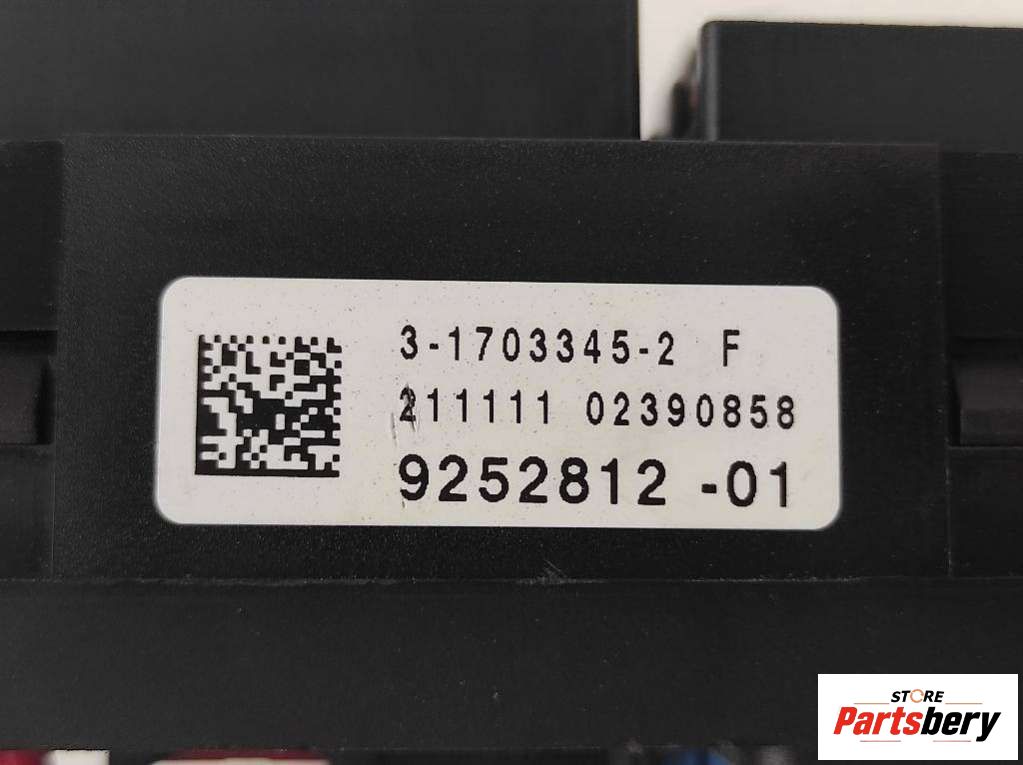 3-1703345-2 F
211111 02390858
9252812 -01
STORE
Partsbery